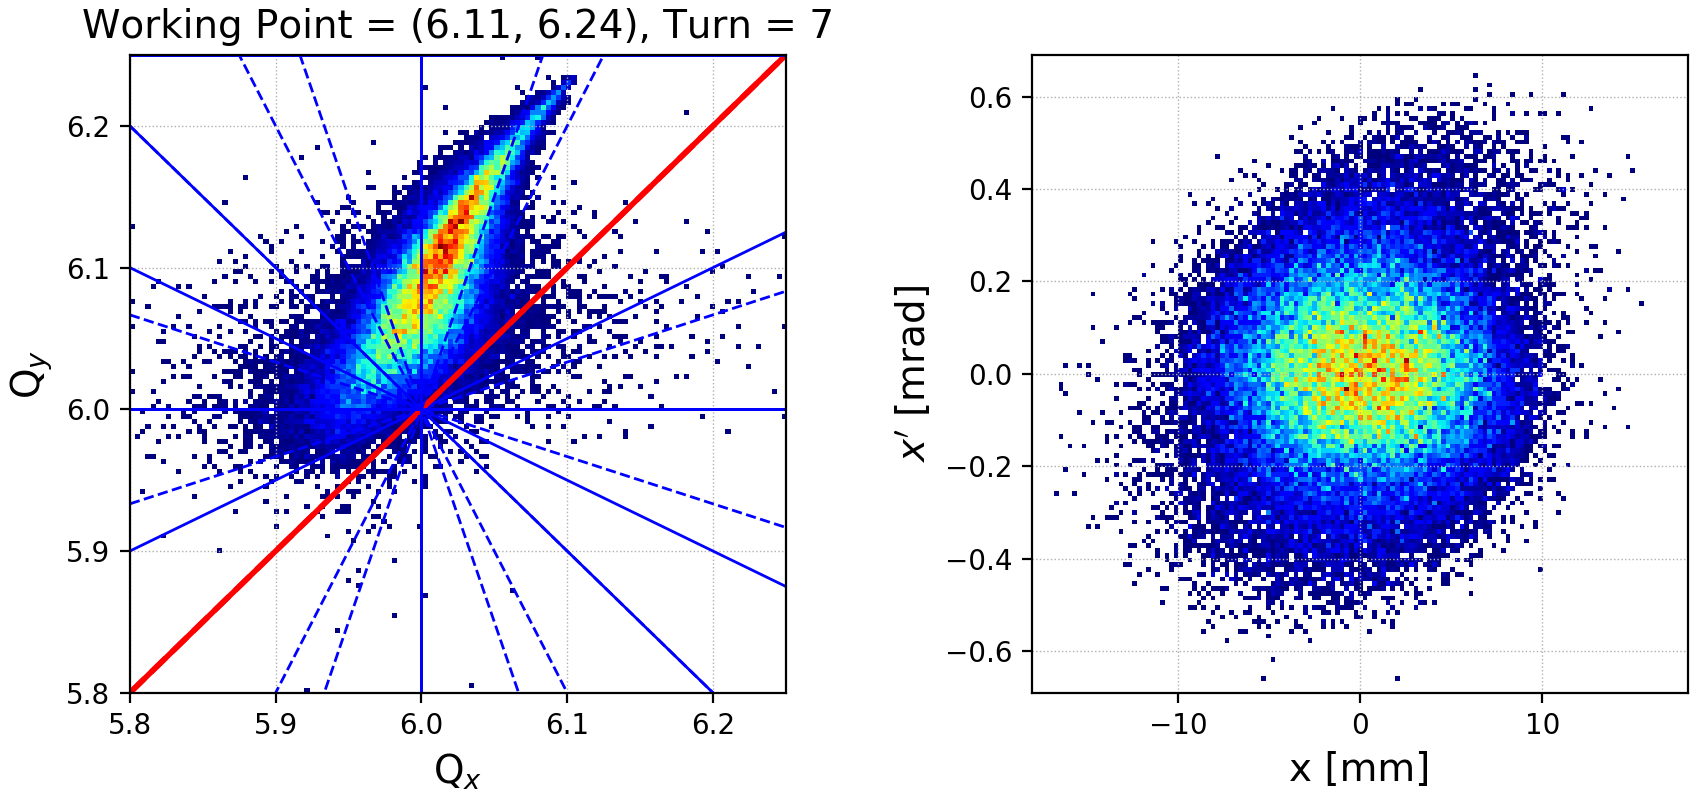 Working Point = (6.11, 6.24), Turn = 7
6.2
6.1
6.0
5.9
5.8
Q_y
5.8 5.9 6.0 6.1 6.2
Q_x
0.6
0.4
0.2
0.0
−0.2
−0.4
−0.6
x′ [mrad]
−10 0 10
x [mm]